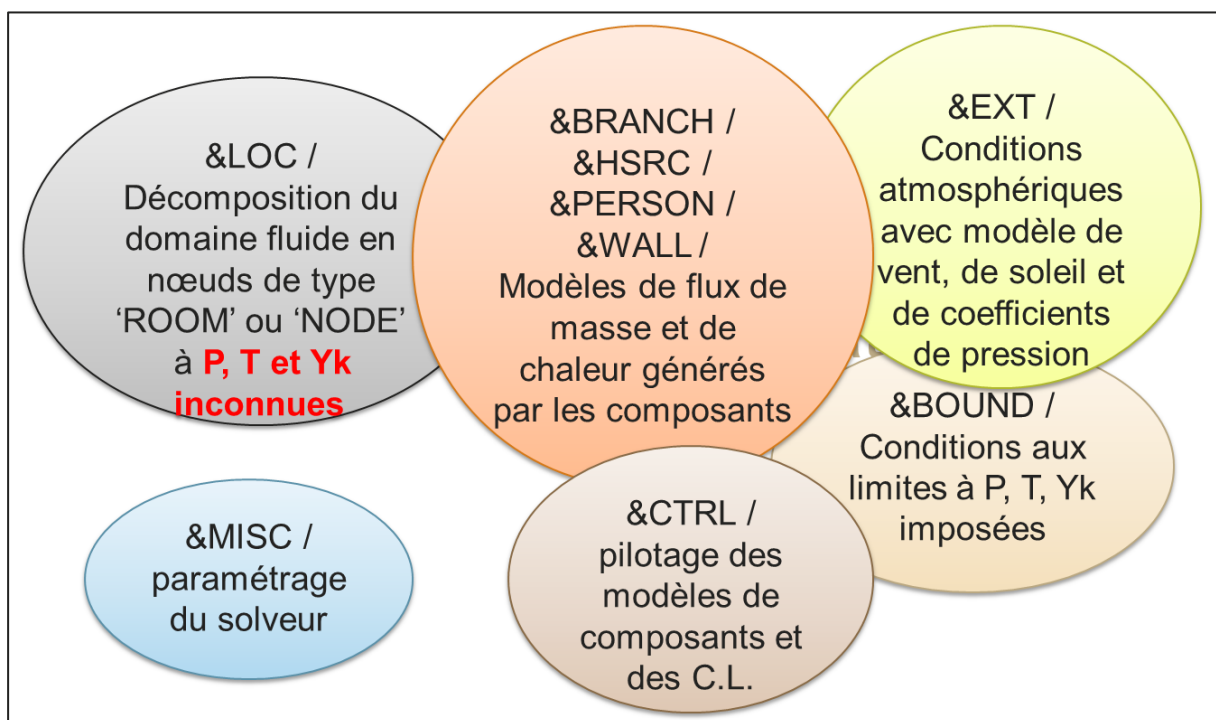 &LOC /
Décomposition du
domaine fluide en
nœuds de type
‘ROOM’ ou ‘NODE’
à P, T et Yk
inconnues
&BRANCH /
&HSRC /
&PERSON /
&WALL /
Modèles de flux de
masse et de
chaleur générés
par les composants
&EXT /
Conditions
atmosphériques
avec modèle de
vent, de soleil et
de coefficients
de pression
&BOUND /
Conditions aux
limites à P, T, Yk
imposées
&MISC /
paramétrage
du solveur
&CTRL /
pilotage des
modèles de
composants et
des C.L.